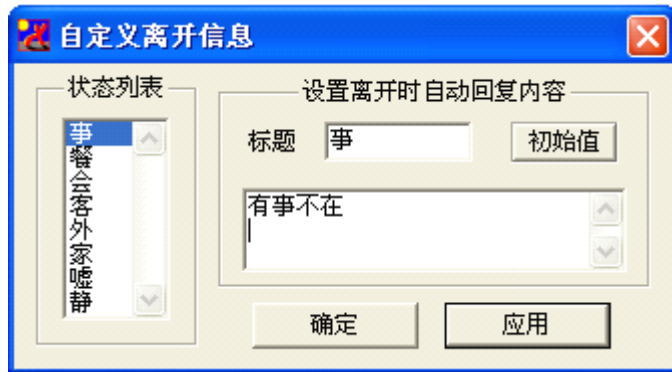 自定义离开信息
状态列表
事
餐
会
客
外
家
嘘
静
设置离开时自动回复内容
标题
事
初始值
有事不在
确定
应用